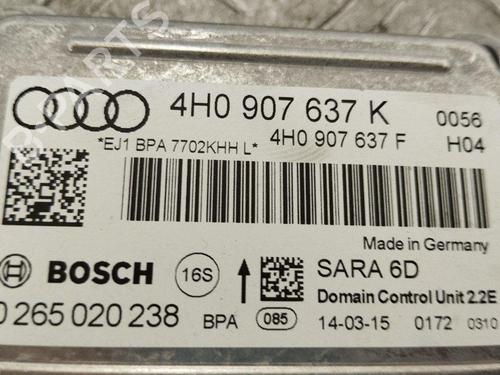 4H0 907 637 K 0056
*EJ1 BPA 7702KHH L* 4H0 907 637 F H04
Made in Germany
BOSCH 16S SARA 6D
Domain Control Unit 2.2E
0 265 020 238 BPA 085 14-03-15 0172 0310